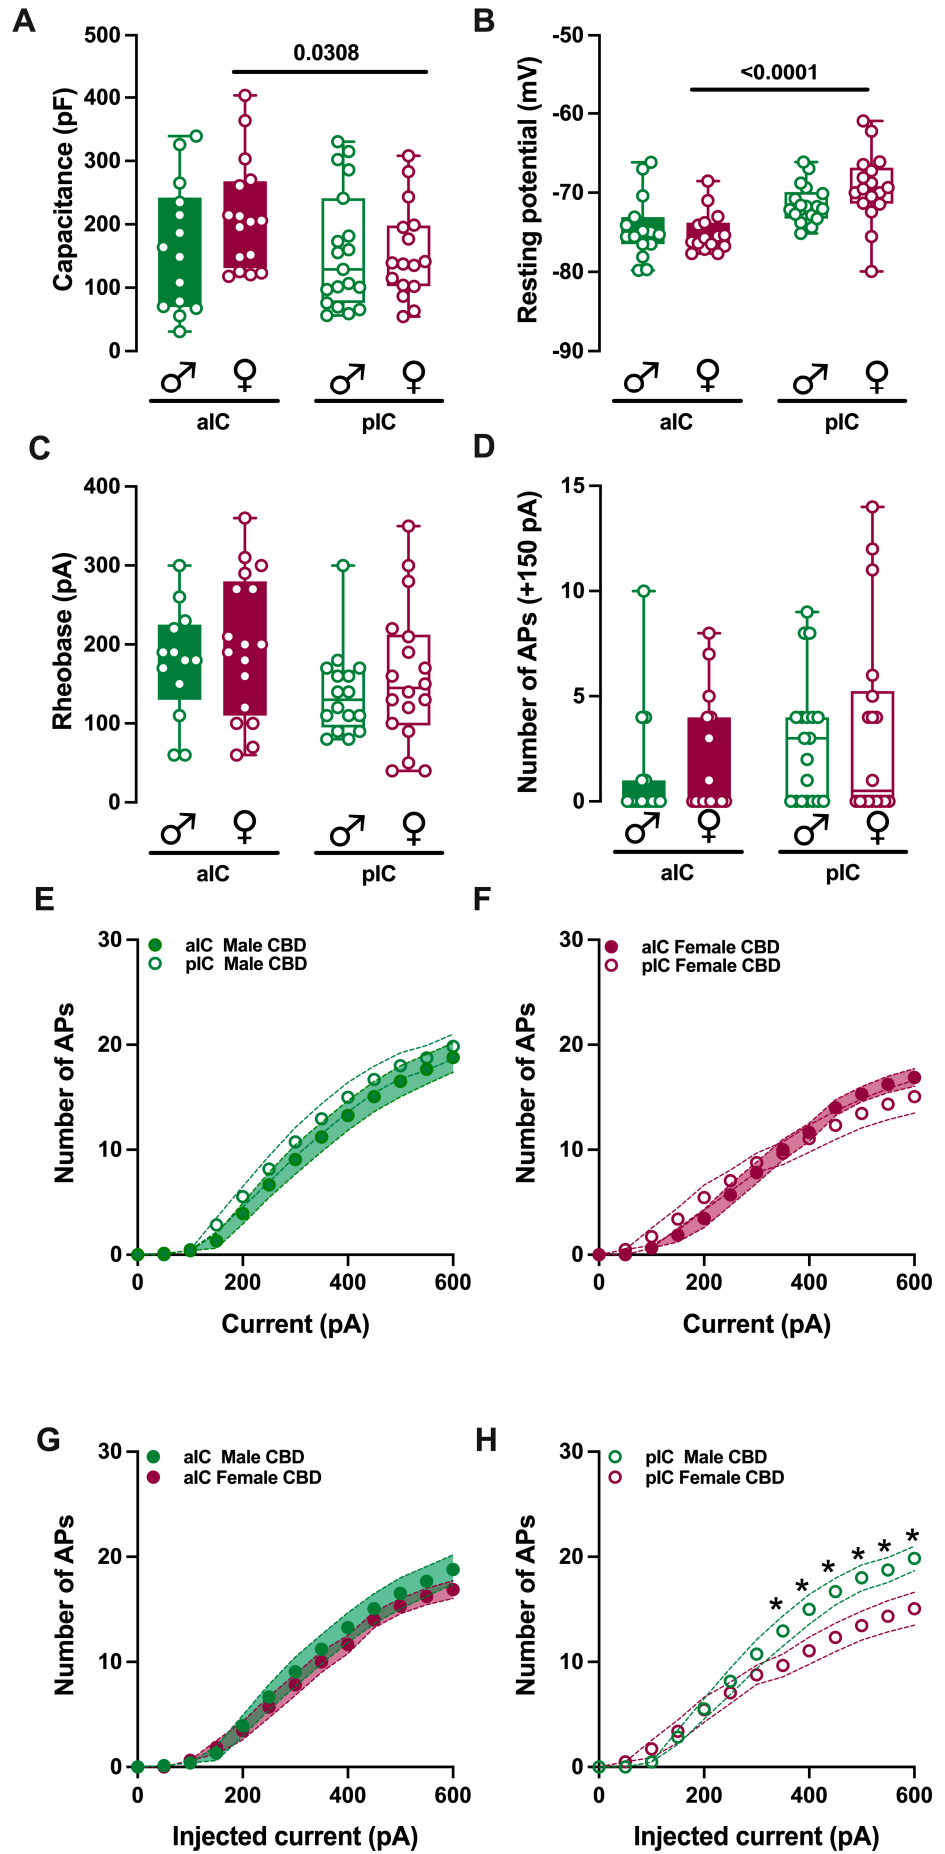 A
B
500
400
300
200
100
0
Capacitance (pF)
0.0308
♂ ♀ ♂ ♀
aIC pIC
-50
-60
-70
-80
-90
Resting potential (mV)
<0.0001
♂ ♀ ♂ ♀
aIC pIC
C
D
400
300
200
100
0
Rheobase (pA)
♂ ♀ ♂ ♀
aIC pIC
15
10
5
0
Number of APs (+150 pA)
♂ ♀ ♂ ♀
aIC pIC
E
F
30
20
10
0
Number of APs
aIC Male CBD
pIC Male CBD
0 200 400 600
Current (pA)
30
20
10
0
Number of APs
aIC Female CBD
pIC Female CBD
0 200 400 600
Current (pA)
G
H
30
20
10
0
Number of APs
aIC Male CBD
aIC Female CBD
0 200 400 600
Injected current (pA)
30
20
10
0
Number of APs
pIC Male CBD
pIC Female CBD
* * * * * *
0 200 400 600
Injected current (pA)